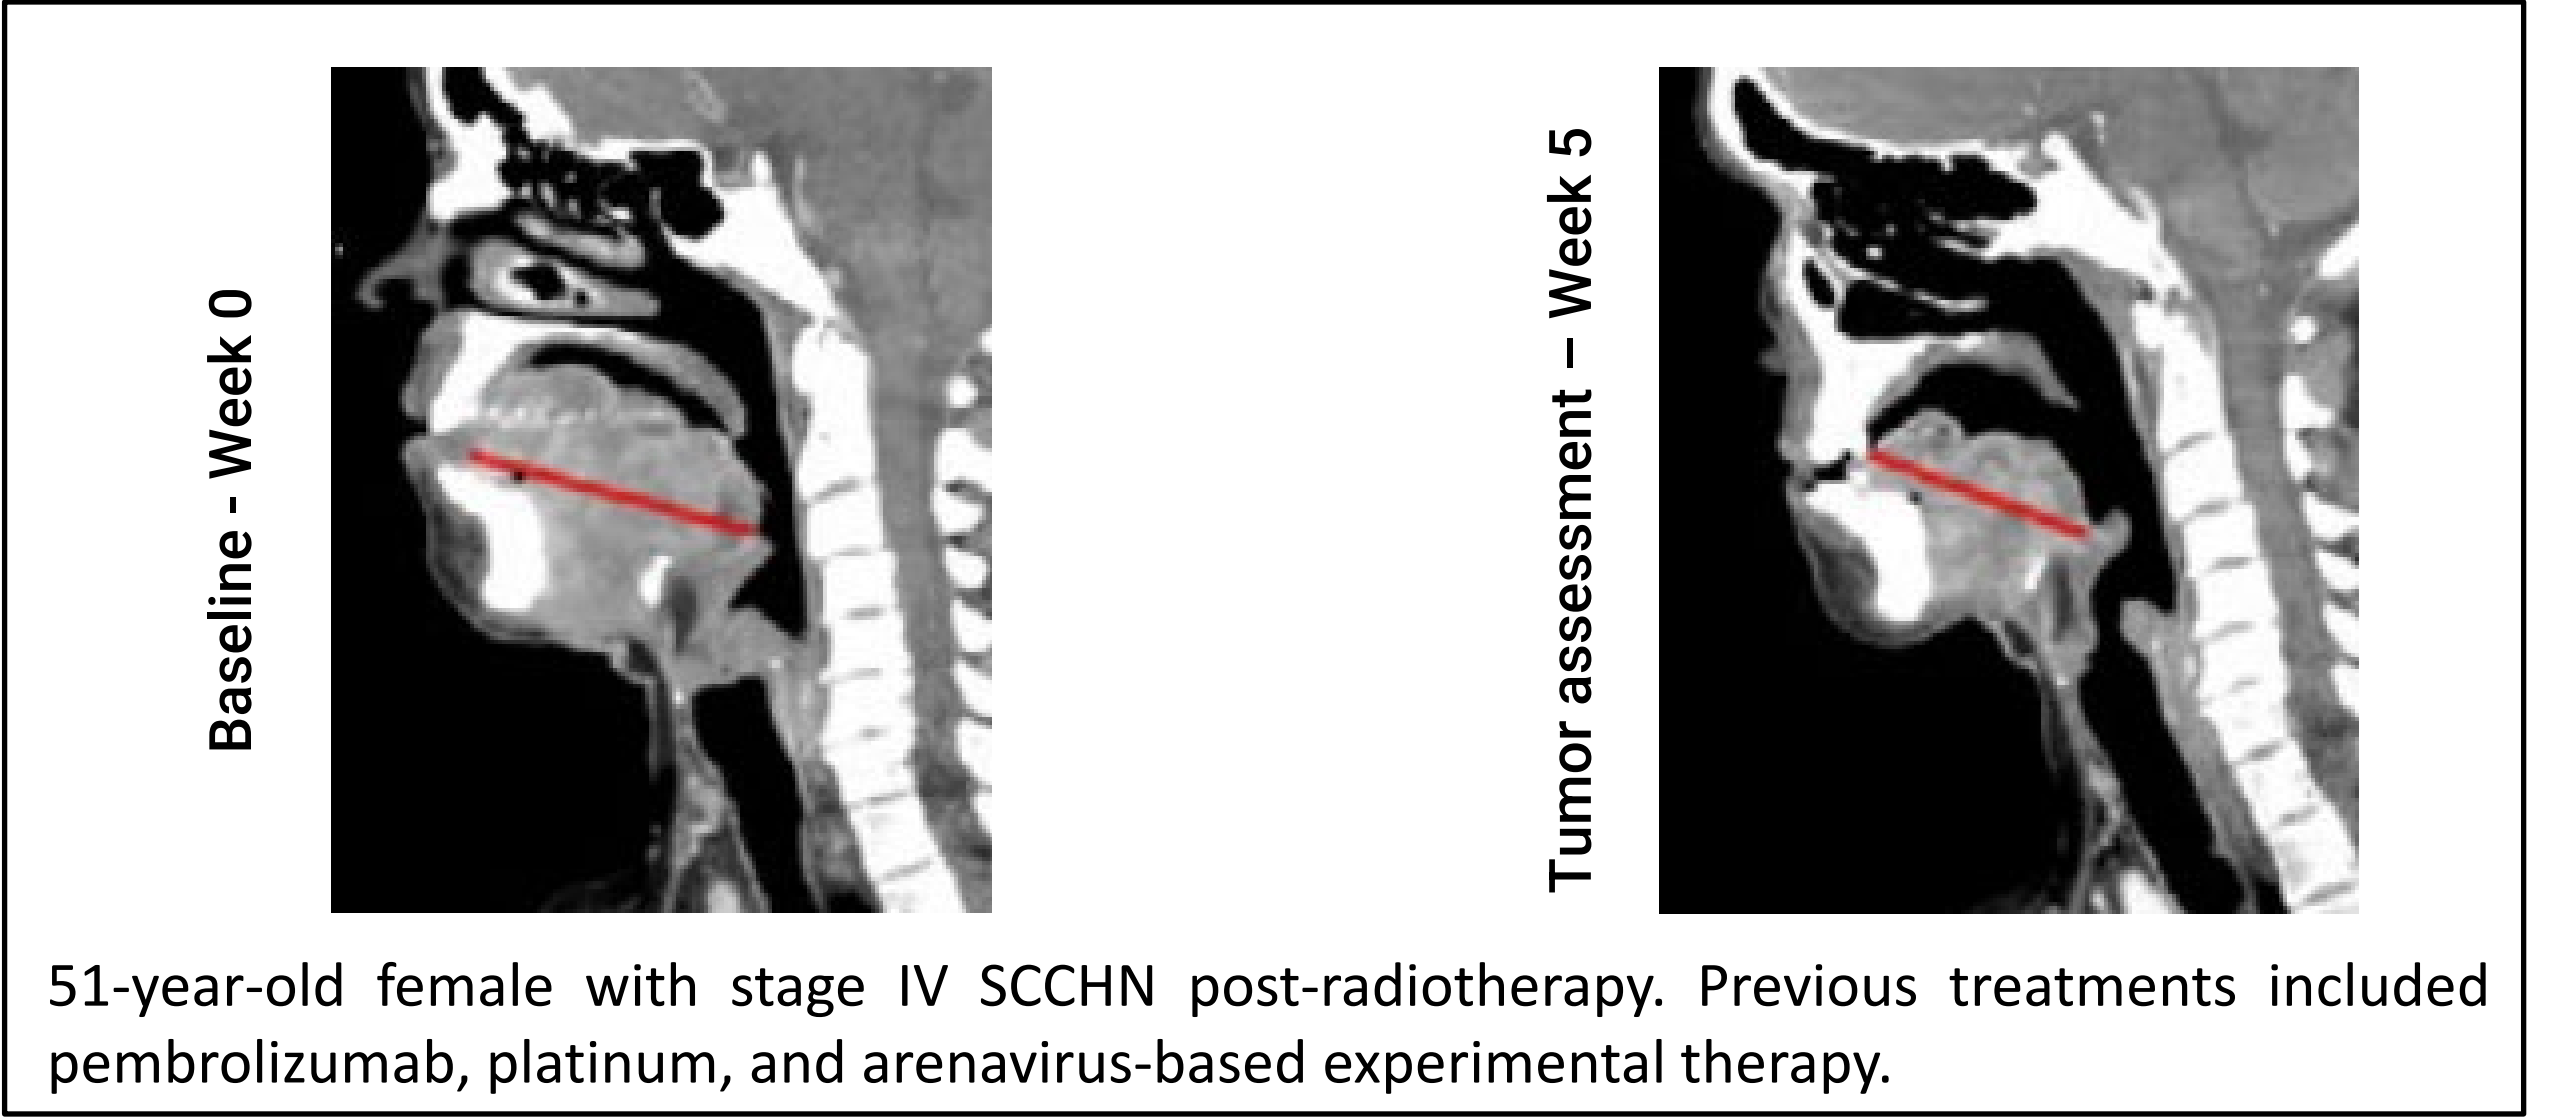 Baseline - Week 0
Tumor assessment – Week 5
51-year-old female with stage IV SCCHN post-radiotherapy. Previous treatments included
pembrolizumab, platinum, and arenavirus-based experimental therapy.